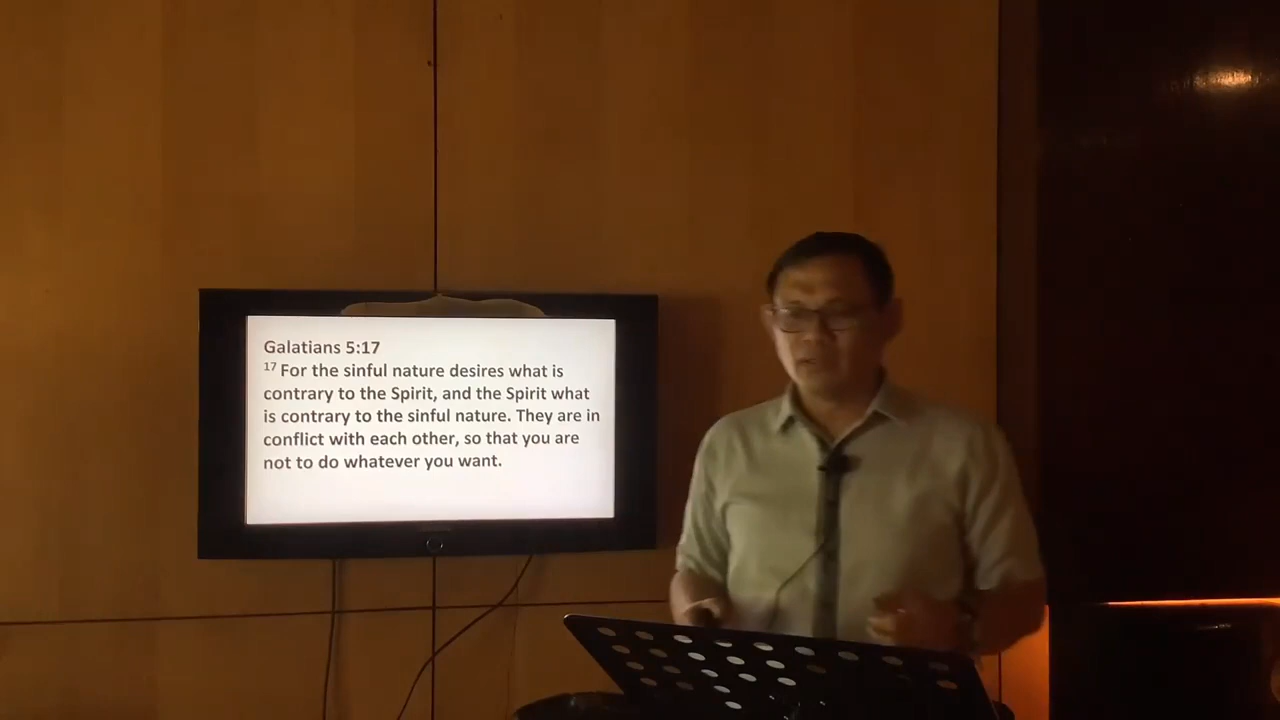 Galatians 5:17
17 For the sinful nature desires what is
contrary to the Spirit, and the Spirit what
is contrary to the sinful nature. They are in
conflict with each other, so that you are
not to do whatever you want.